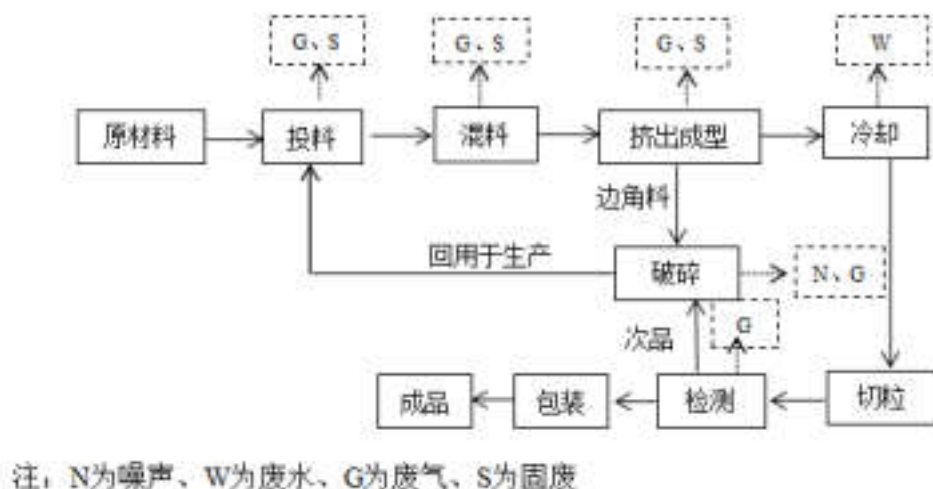 G、S
G、S
G、S
W
原材料
投料
混料
挤出成型
冷却
边角料
回用于生产
破碎
N、G
次品
G
成品
包装
检测
切粒
注：N为噪声、W为废水、G为废气、S为固废